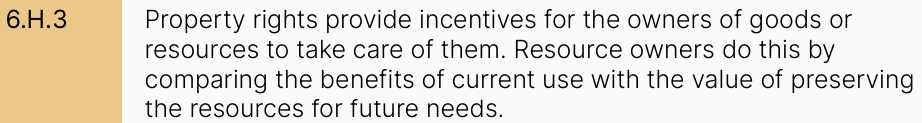 6.H.3
Property rights provide incentives for the owners of goods or
resources to take care of them. Resource owners do this by
comparing the benefits of current use with the value of preserving
the resources for future needs.